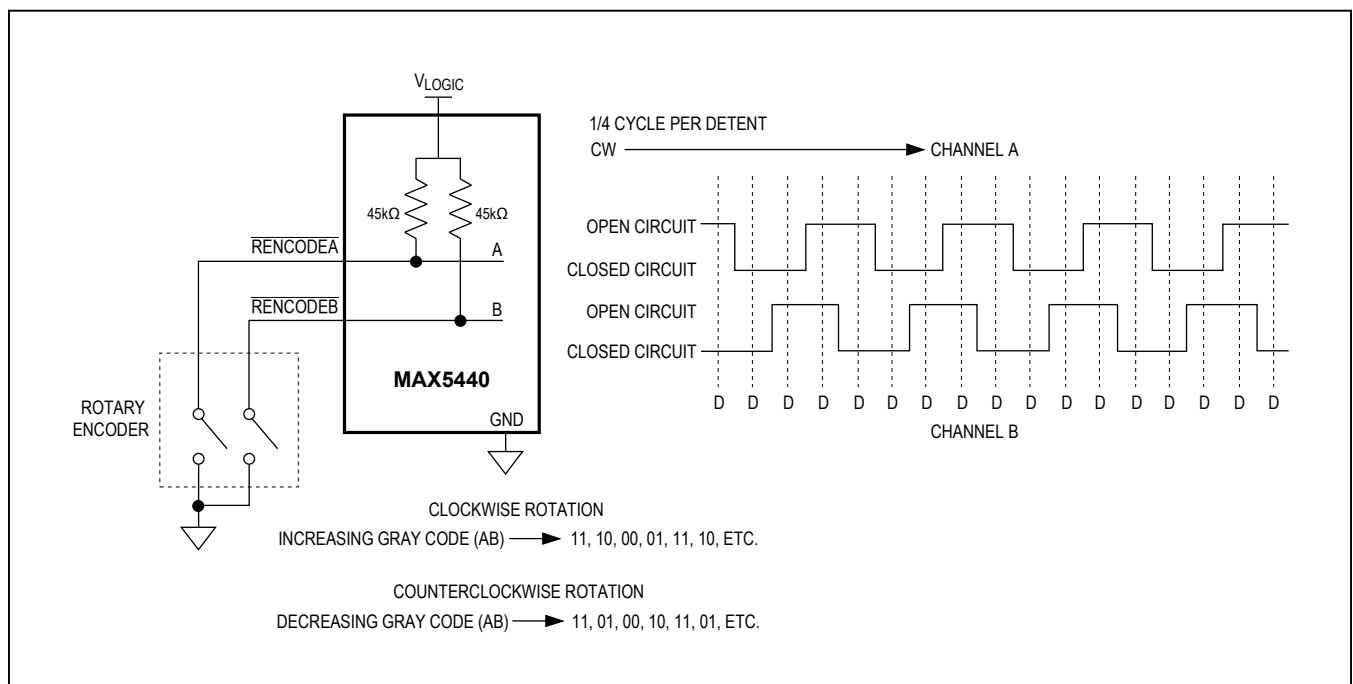 VLOGIC
45kΩ 45kΩ
RENCODEA
A
RENCODEB
B
MAX5440
GND
ROTARY
ENCODER
1/4 CYCLE PER DETENT
CW CHANNEL A
OPEN CIRCUIT
CLOSED CIRCUIT
OPEN CIRCUIT
CLOSED CIRCUIT
D D D D D D D D D D D D D D D D D
CHANNEL B
CLOCKWISE ROTATION
INCREASING GRAY CODE (AB) 11, 10, 00, 01, 11, 10, ETC.
COUNTERCLOCKWISE ROTATION
DECREASING GRAY CODE (AB) 11, 01, 00, 10, 11, 01, ETC.